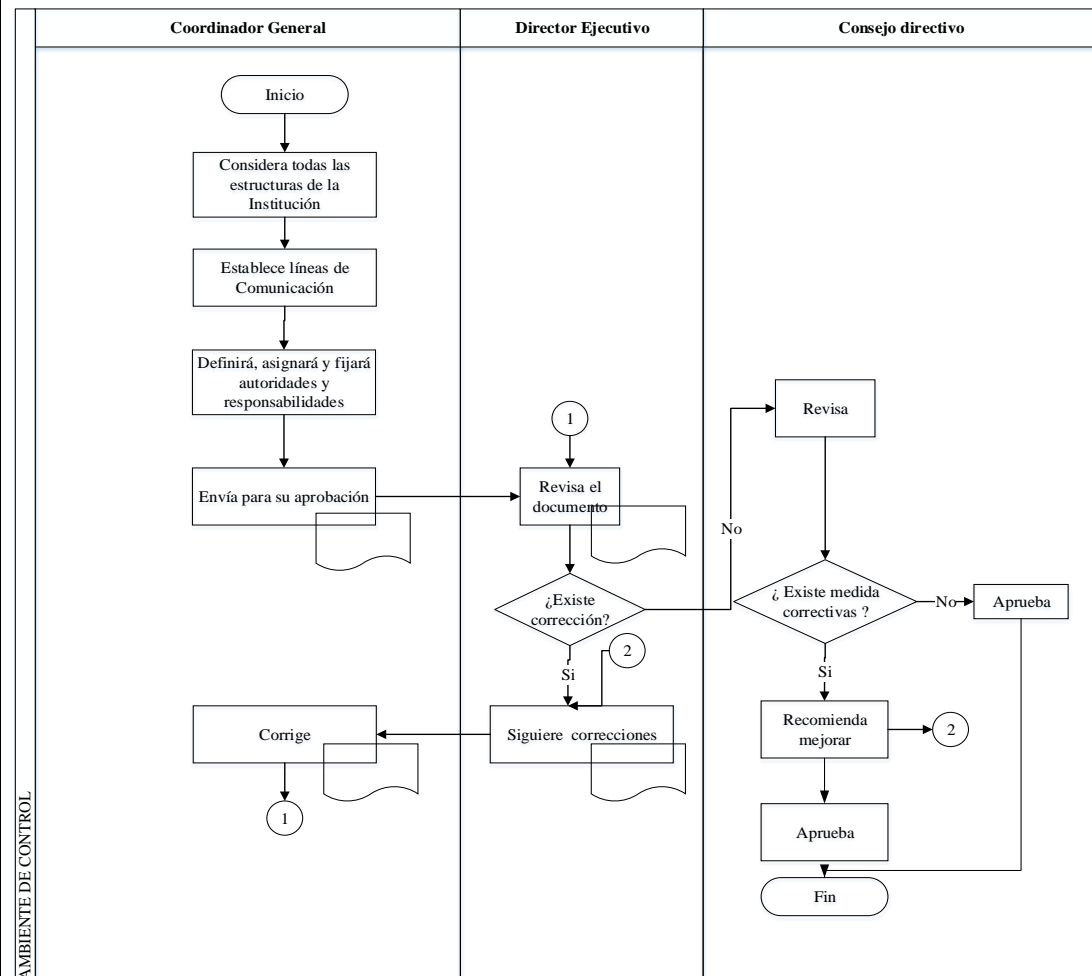 Coordinador General
Director Ejecutivo
Consejo directivo
Inicio
Considera todas las
estructuras de la
Institución
Establece líneas de
Comunicación
Definirá, asignará y fijará
autoridades y
responsabilidades
Envía para su aprobación
1
Revisa el
documento
¿Existe
corrección?
Si
No
2
Siguiere correcciones
Corrige
1
Revisa
¿ Existe medida
correctivas ?
No
Aprueba
Si
Recomienda
mejorar
2
Aprueba
Fin
AMBIENTE DE CONTROL